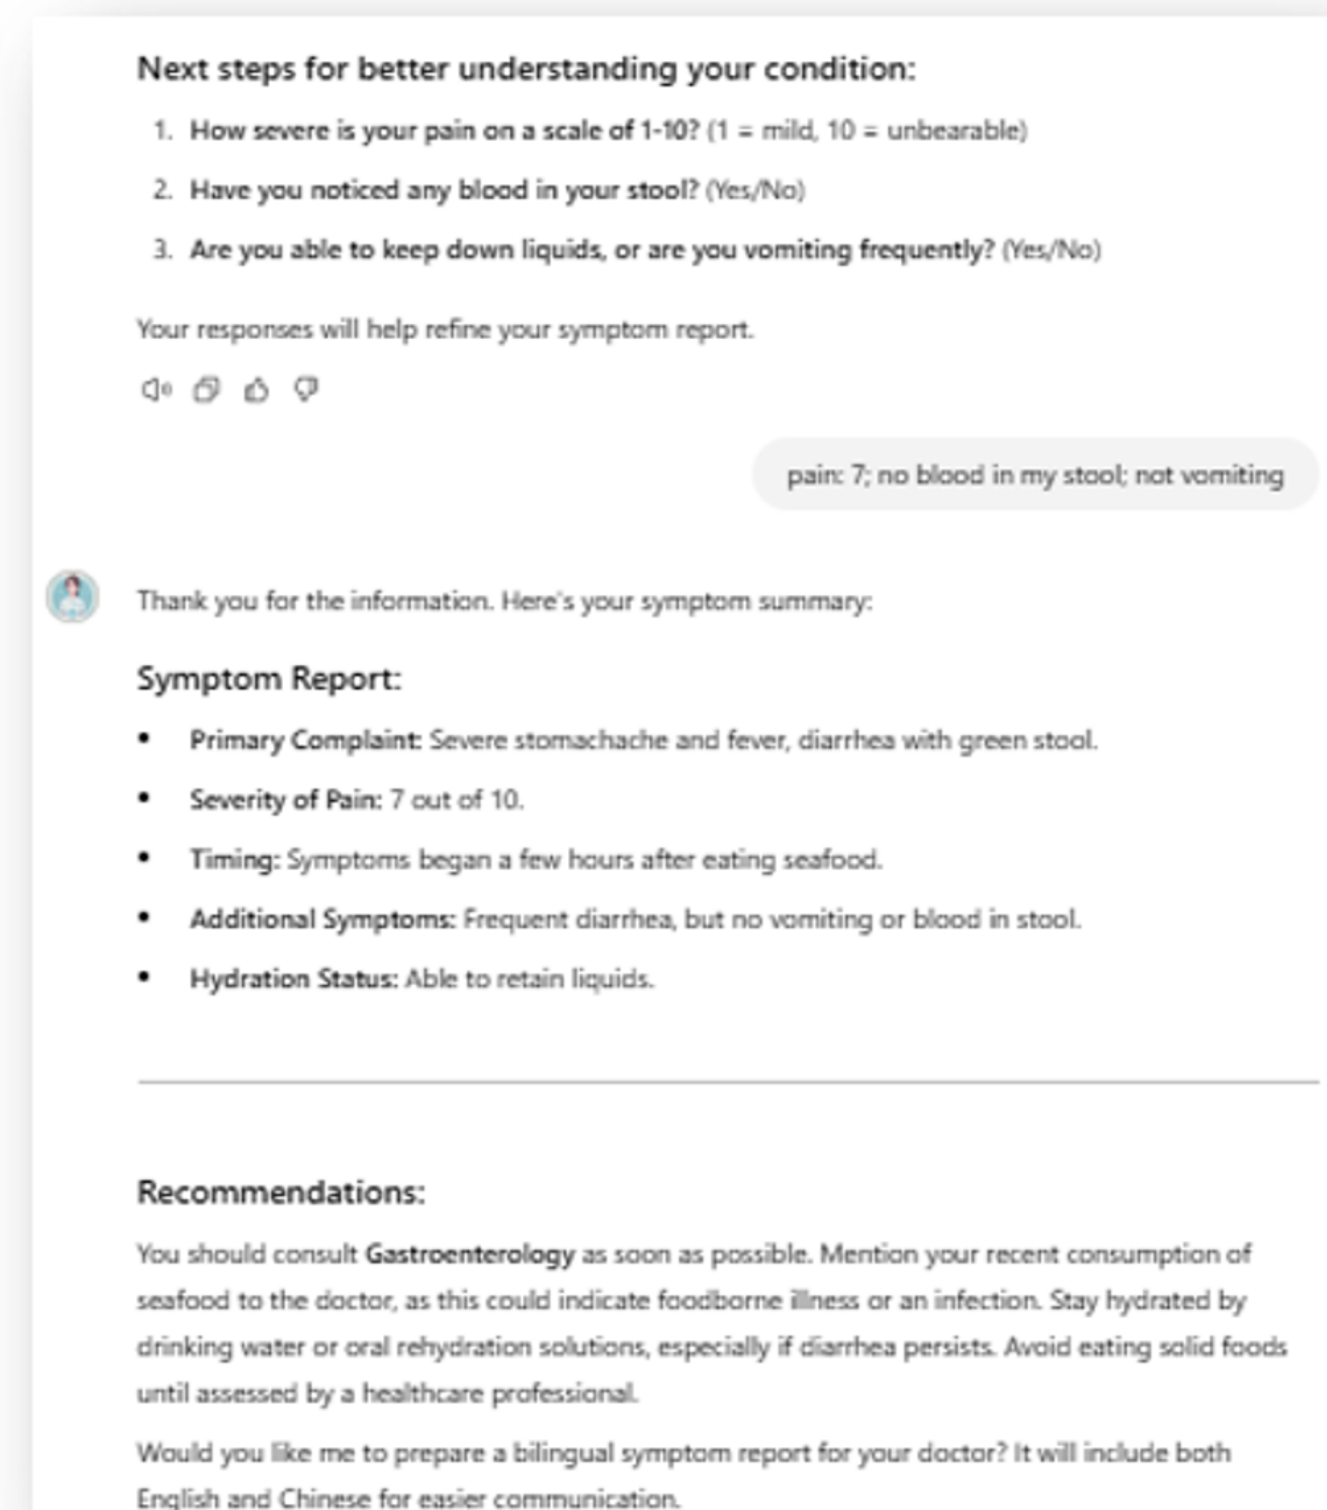 Next steps for better understanding your condition:
1. How severe is your pain on a scale of 1-10? (1 = mild, 10 = unbearable)
2. Have you noticed any blood in your stool? (Yes/No)
3. Are you able to keep down liquids, or are you vomiting frequently? (Yes/No)
Your responses will help refine your symptom report.
pain: 7; no blood in my stool; not vomiting
Thank you for the information. Here's your symptom summary:
Symptom Report:
• Primary Complaint: Severe stomachache and fever, diarrhea with green stool.
• Severity of Pain: 7 out of 10.
• Timing: Symptoms began a few hours after eating seafood.
• Additional Symptoms: Frequent diarrhea, but no vomiting or blood in stool.
• Hydration Status: Able to retain liquids.
Recommendations:
You should consult Gastroenterology as soon as possible. Mention your recent consumption of
seafood to the doctor, as this could indicate foodborne illness or an infection. Stay hydrated by
drinking water or oral rehydration solutions, especially if diarrhea persists. Avoid eating solid foods
until assessed by a healthcare professional.
Would you like me to prepare a bilingual symptom report for your doctor? It will include both
English and Chinese for easier communication.